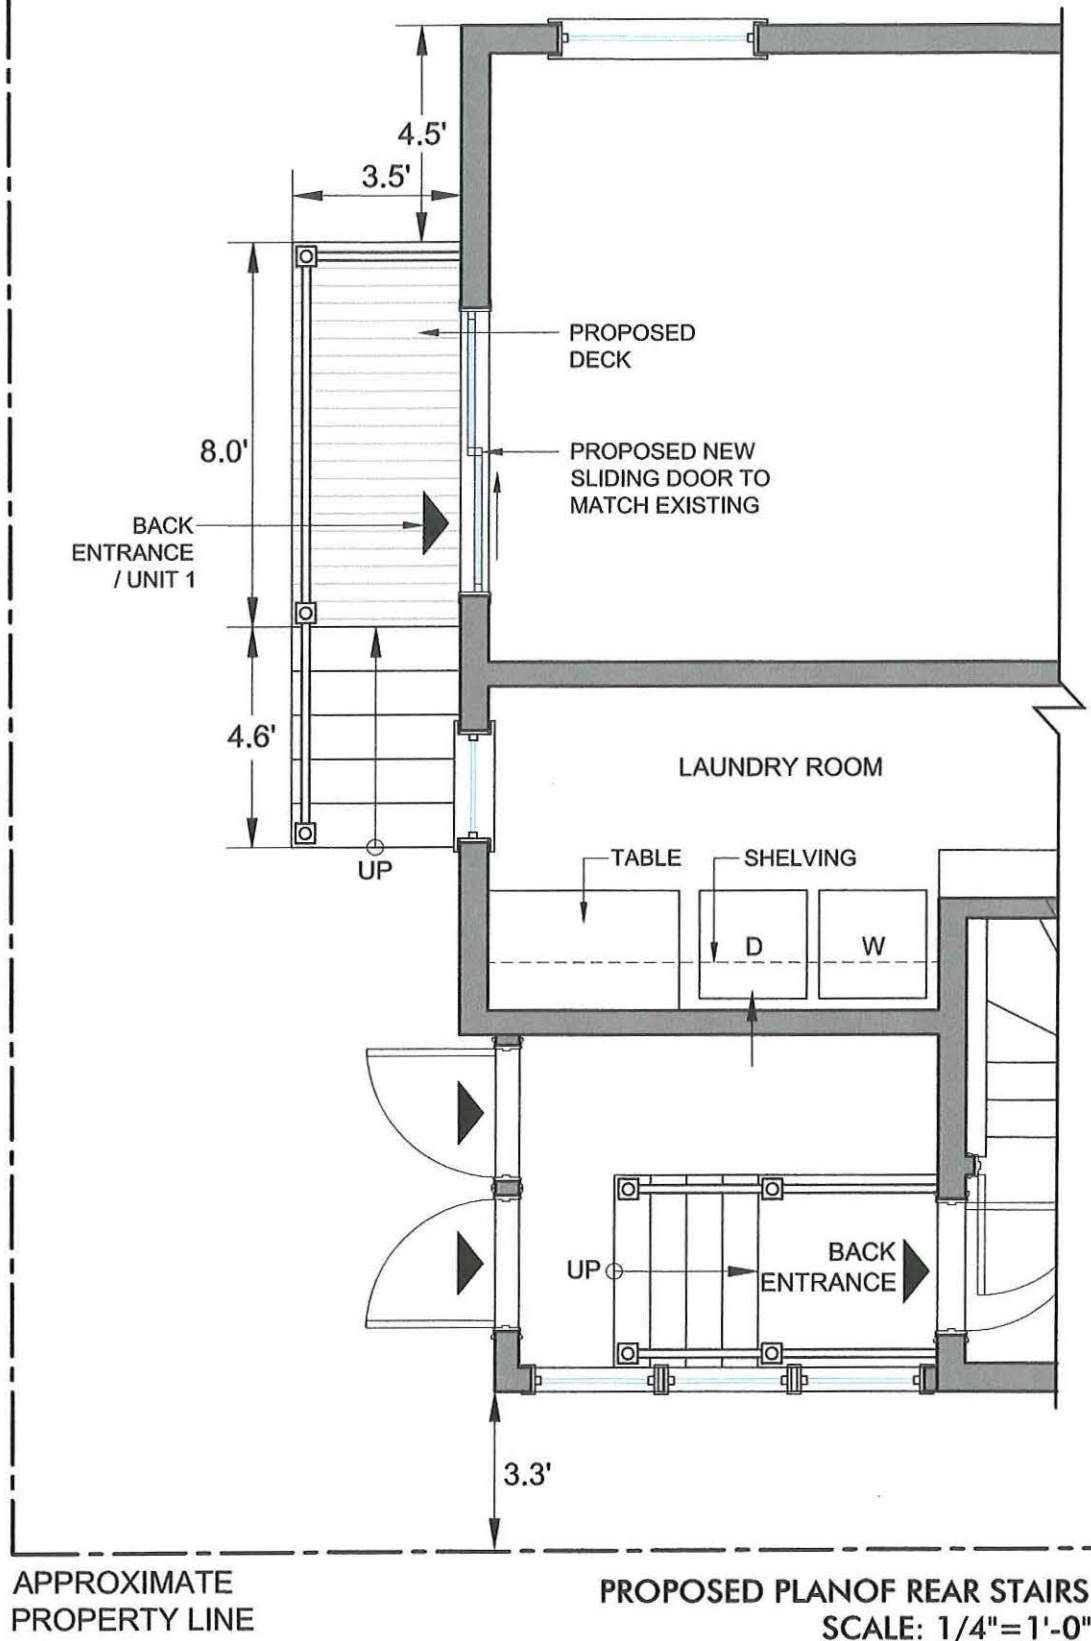 4.5'
3.5'
PROPOSED
DECK
8.0'
PROPOSED NEW
SLIDING DOOR TO
MATCH EXISTING
BACK
ENTRANCE
/ UNIT 1
4.6'
LAUNDRY ROOM
UP
TABLE
SHELVING
D
W
UP
BACK
ENTRANCE
3.3'
APPROXIMATE
PROPERTY LINE
PROPOSED PLANOF REAR STAIRS
SCALE: 1/4"=1'-0"